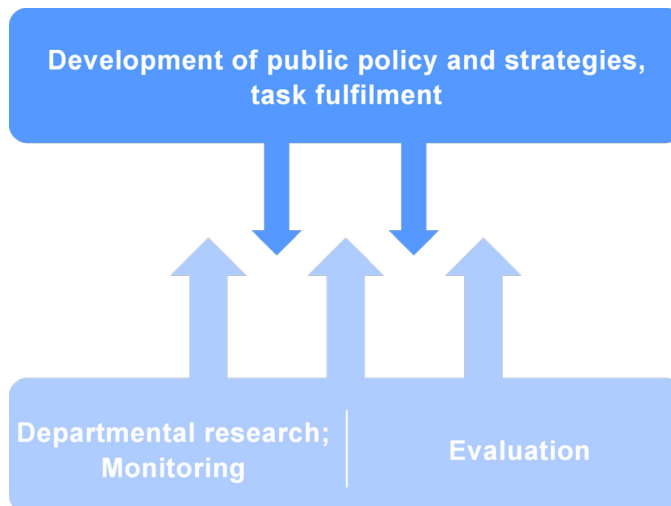 Development of public policy and strategies,
task fulfilment
Departmental research;
Monitoring
Evaluation